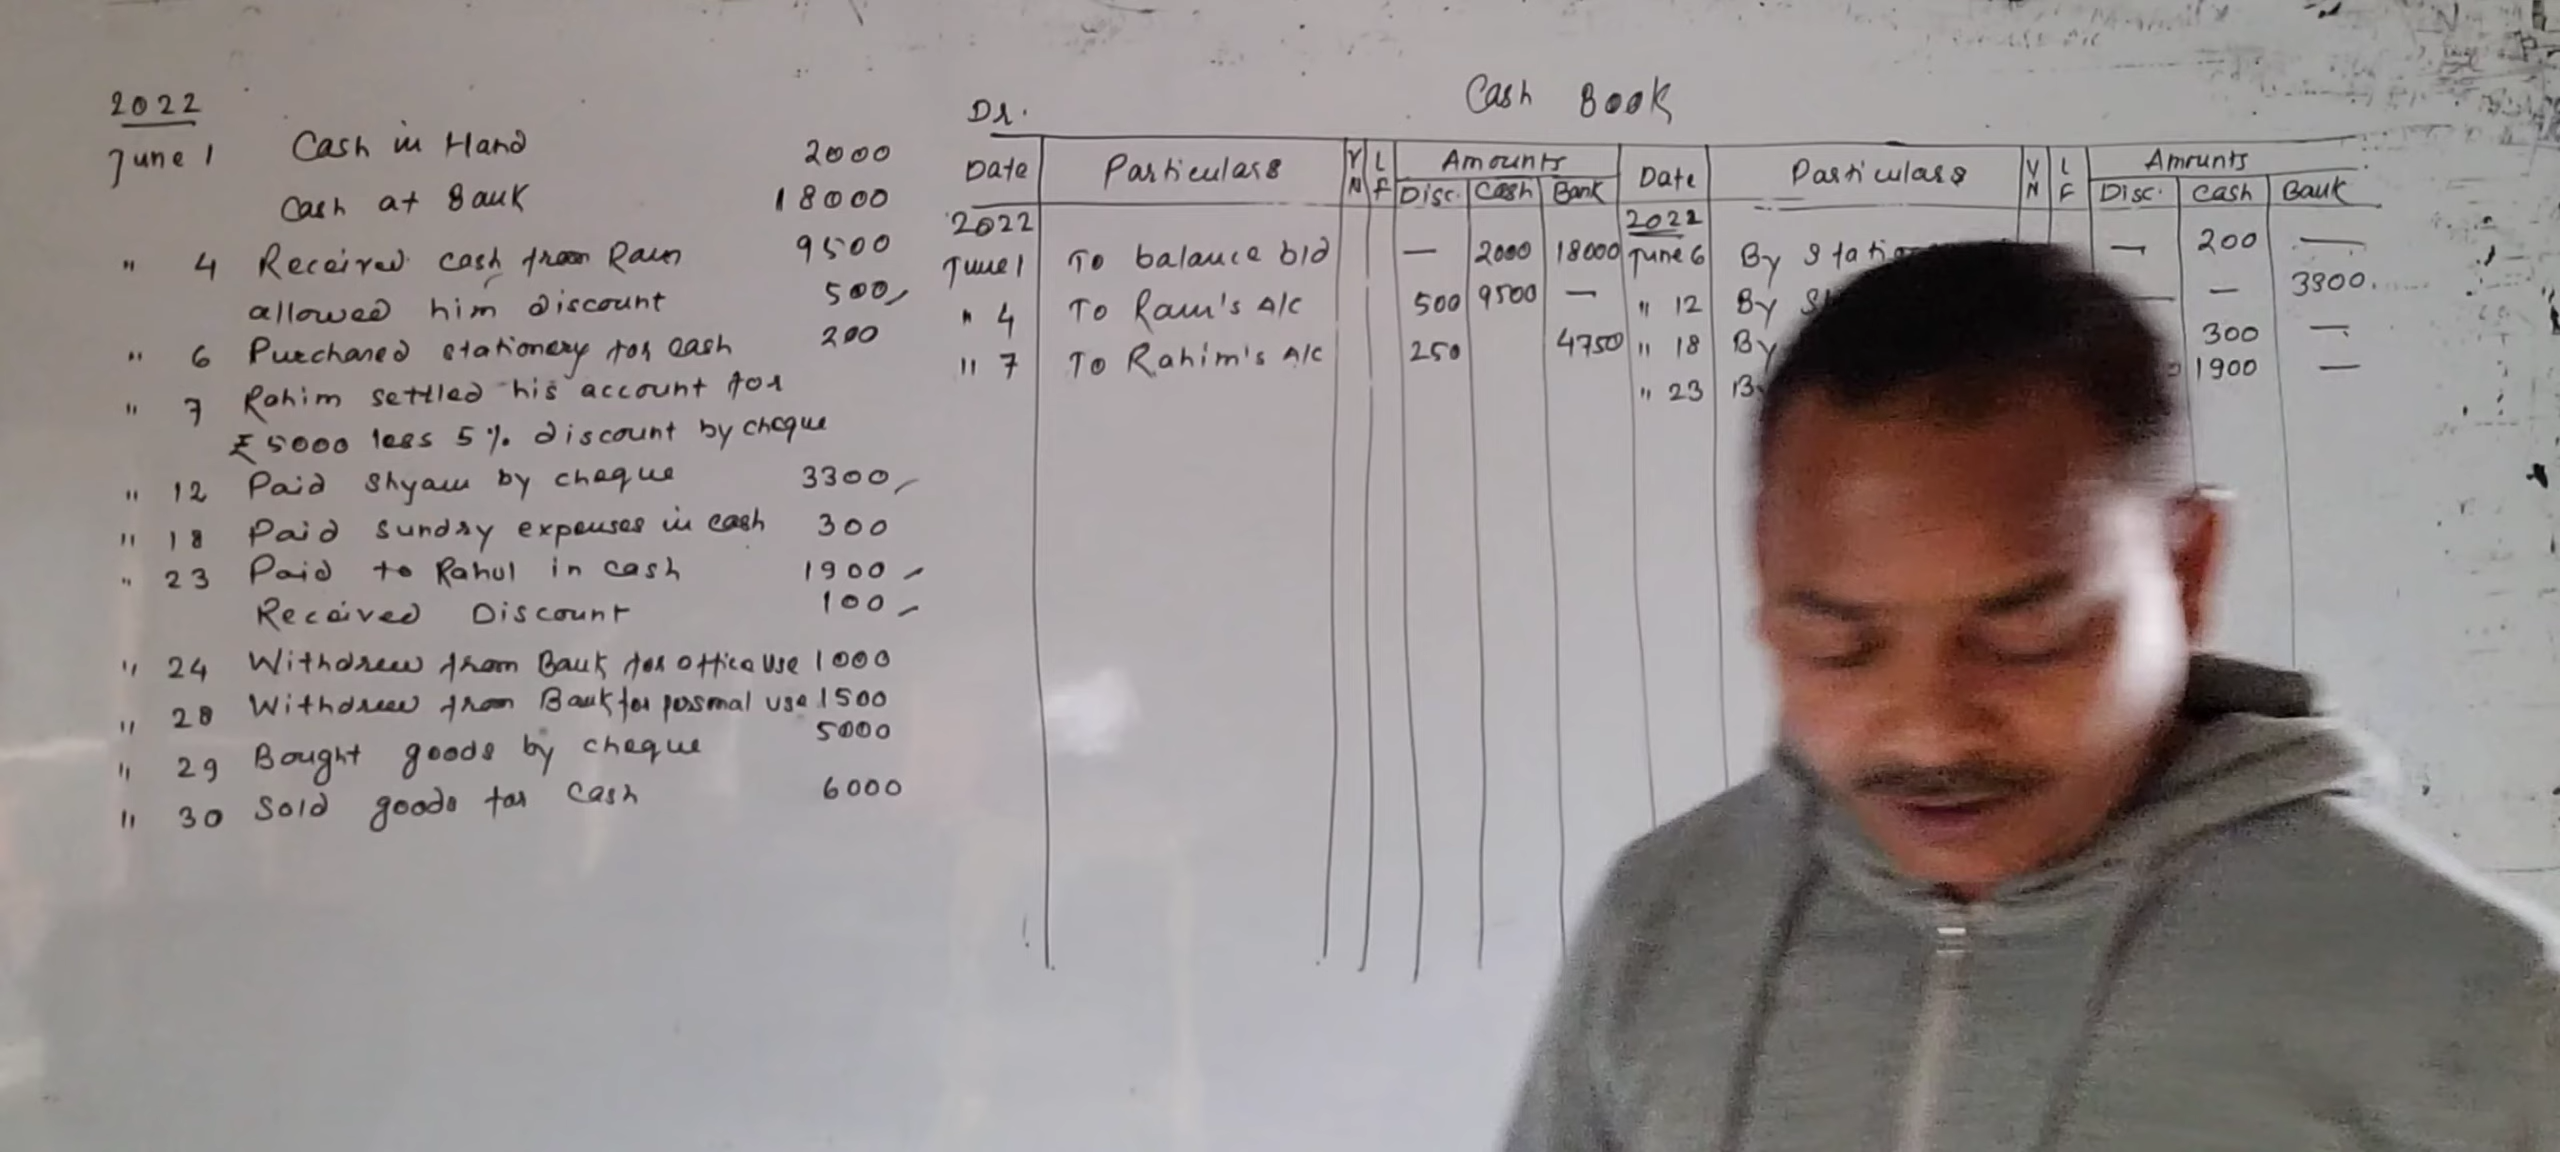 2022
June 1 Cash in Hand 2000
Cash at Bank 18000
" 4 Received cash from Ram 9500
allowed him discount 500
" 6 Purchased stationery for cash 200
" 7 Rahim settled his account for
₹5000 less 5% discount by cheque
" 12 Paid Shyam by cheque 3300
" 18 Paid sundry expenses in cash 300
" 23 Paid to Rahul in cash 1900
Received Discount 100
" 24 Withdrew from Bank for office use 1000
" 28 Withdrew from Bank for personal use 1500
" 29 Bought goods by cheque 5000
" 30 Sold goods for cash 6000
Cash Book
Dr.
Date Particulars VN LF Amounts Date Particulars VN LF Amounts
Disc. Cash Bank Disc. Cash Bank
2022 2022
June 1 To balance b/d — 2000 18000 June 6 By — 200 —
" 4 To Ram's A/c 500 9500 — " 12 By — — 3300
" 7 To Rahim's A/c 250 4750 " 18 By 300 —
" 23 By 1900 —